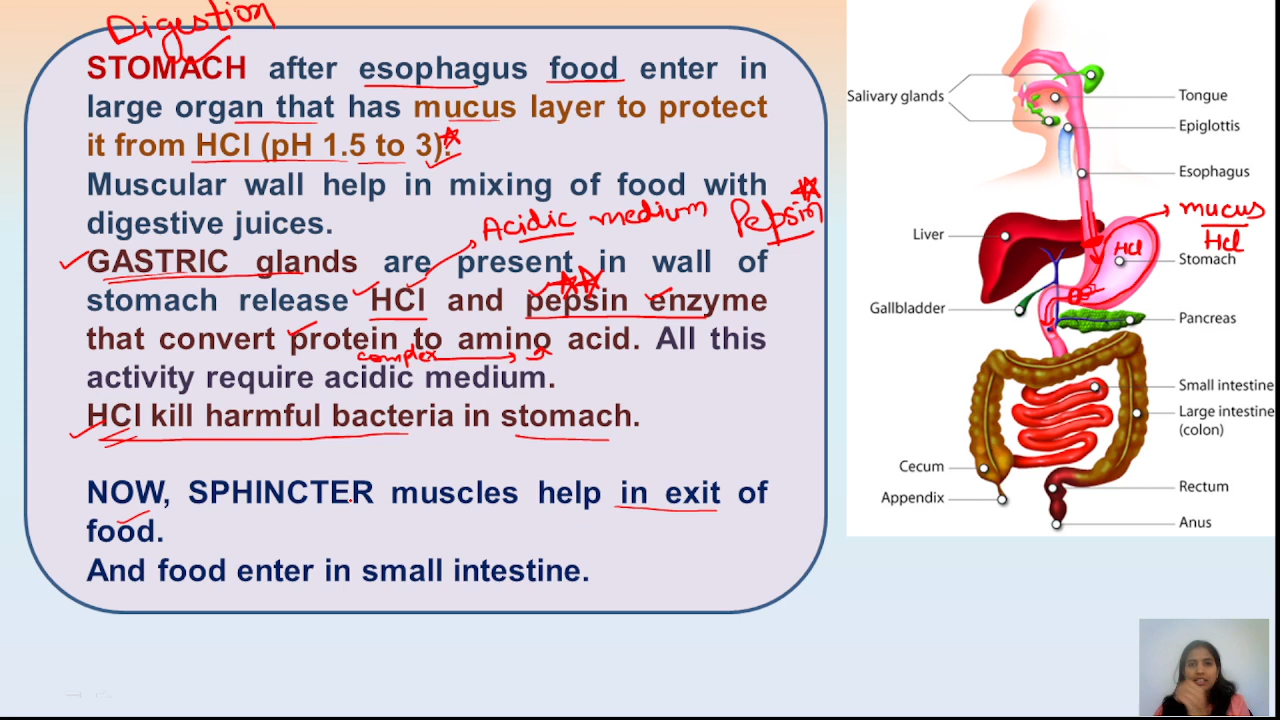 Digestion
STOMACH after esophagus food enter in
large organ that has mucus layer to protect
it from HCl (pH 1.5 to 3).
Muscular wall help in mixing of food with
digestive juices.
Acidic medium Pepsin
GASTRIC glands are present in wall of
stomach release HCl and pepsin enzyme
that convert protein to amino acid. All this
complex
activity require acidic medium.
HCl kill harmful bacteria in stomach.
NOW, SPHINCTER muscles help in exit of
food.
And food enter in small intestine.
Salivary glands
Tongue
Epiglottis
Esophagus
mucus
HCl
Liver
HCl
Stomach
Gallbladder
Pancreas
Small intestine
Large intestine
(colon)
Cecum
Appendix
Rectum
Anus